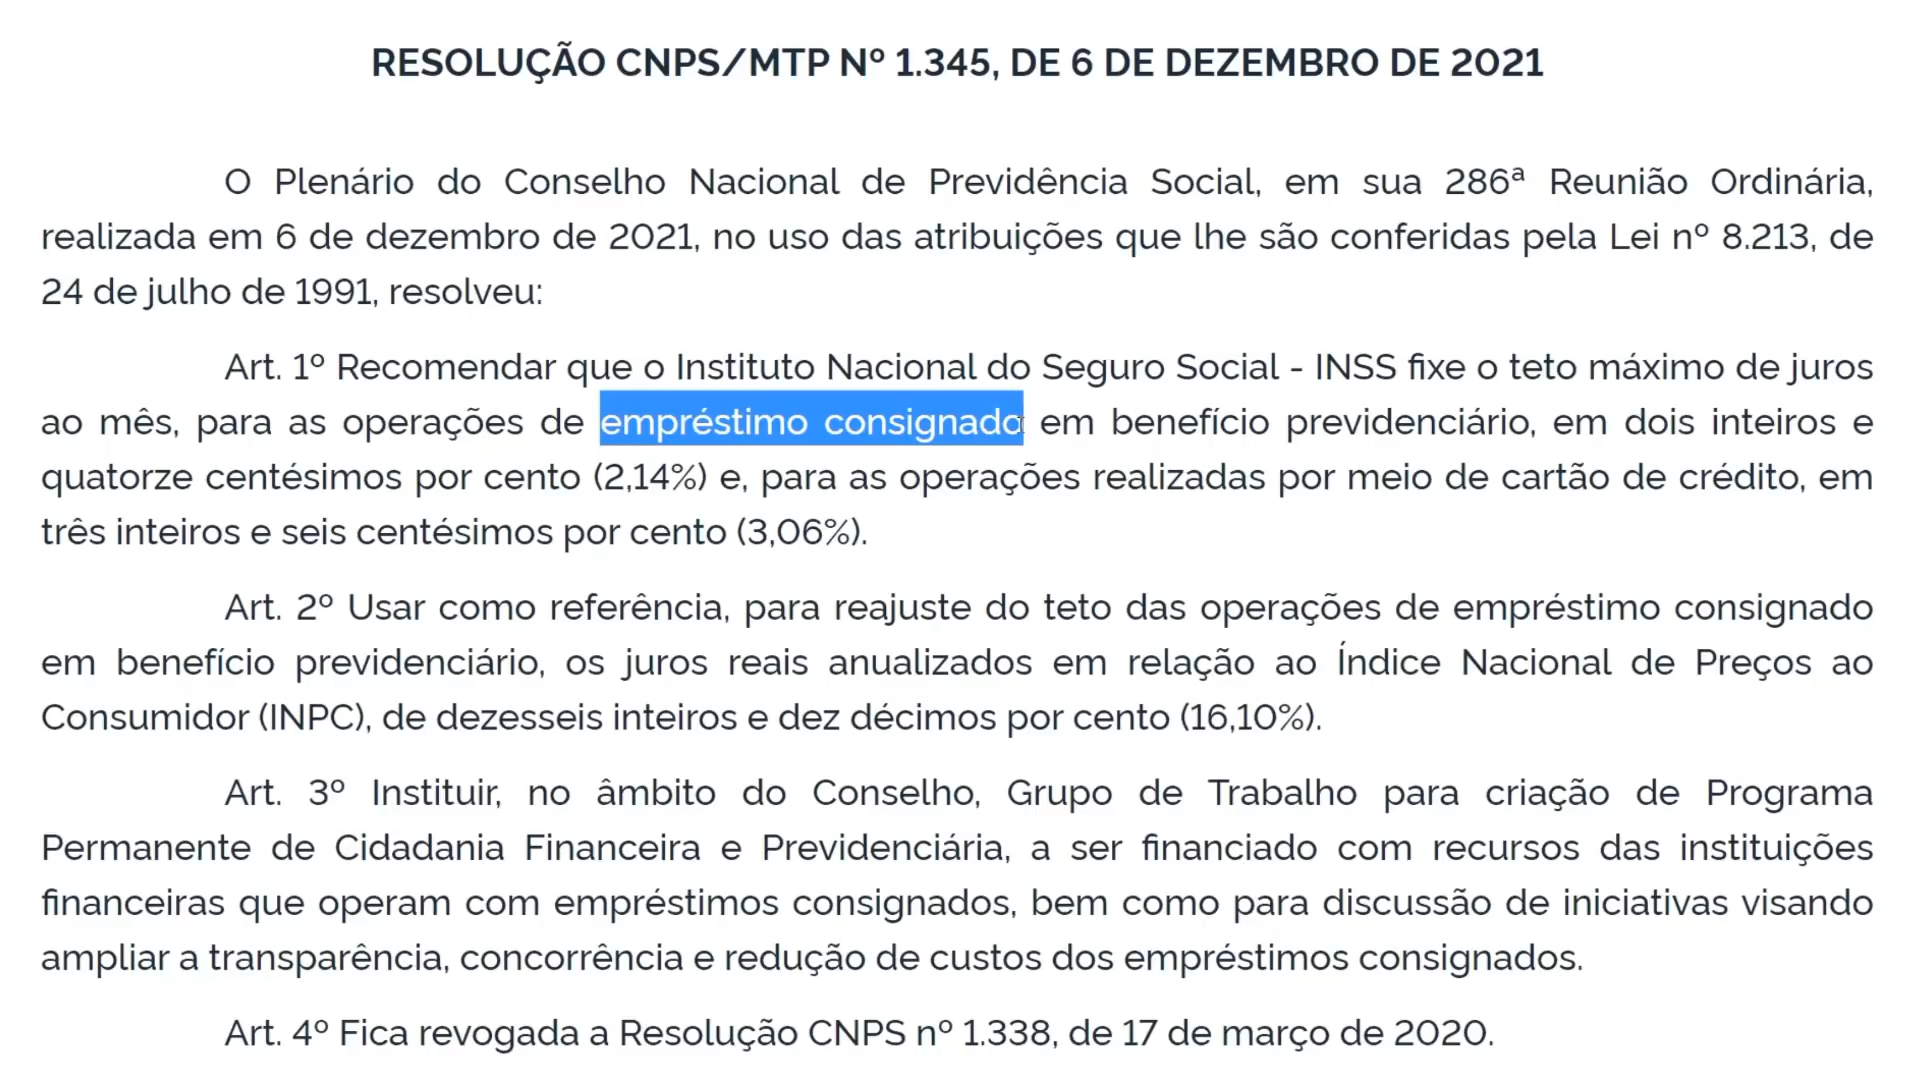 RESOLUÇÃO CNPS/MTP Nº 1.345, DE 6 DE DEZEMBRO DE 2021
O Plenário do Conselho Nacional de Previdência Social, em sua 286ª Reunião Ordinária,
realizada em 6 de dezembro de 2021, no uso das atribuições que lhe são conferidas pela Lei nº 8.213, de
24 de julho de 1991, resolveu:
Art. 1º Recomendar que o Instituto Nacional do Seguro Social - INSS fixe o teto máximo de juros
ao mês, para as operações de empréstimo consignado em benefício previdenciário, em dois inteiros e
quatorze centésimos por cento (2,14%) e, para as operações realizadas por meio de cartão de crédito, em
três inteiros e seis centésimos por cento (3,06%).
Art. 2º Usar como referência, para reajuste do teto das operações de empréstimo consignado
em benefício previdenciário, os juros reais anualizados em relação ao Índice Nacional de Preços ao
Consumidor (INPC), de dezesseis inteiros e dez décimos por cento (16,10%).
Art. 3º Instituir, no âmbito do Conselho, Grupo de Trabalho para criação de Programa
Permanente de Cidadania Financeira e Previdenciária, a ser financiado com recursos das instituições
financeiras que operam com empréstimos consignados, bem como para discussão de iniciativas visando
ampliar a transparência, concorrência e redução de custos dos empréstimos consignados.
Art. 4º Fica revogada a Resolução CNPS nº 1.338, de 17 de março de 2020.